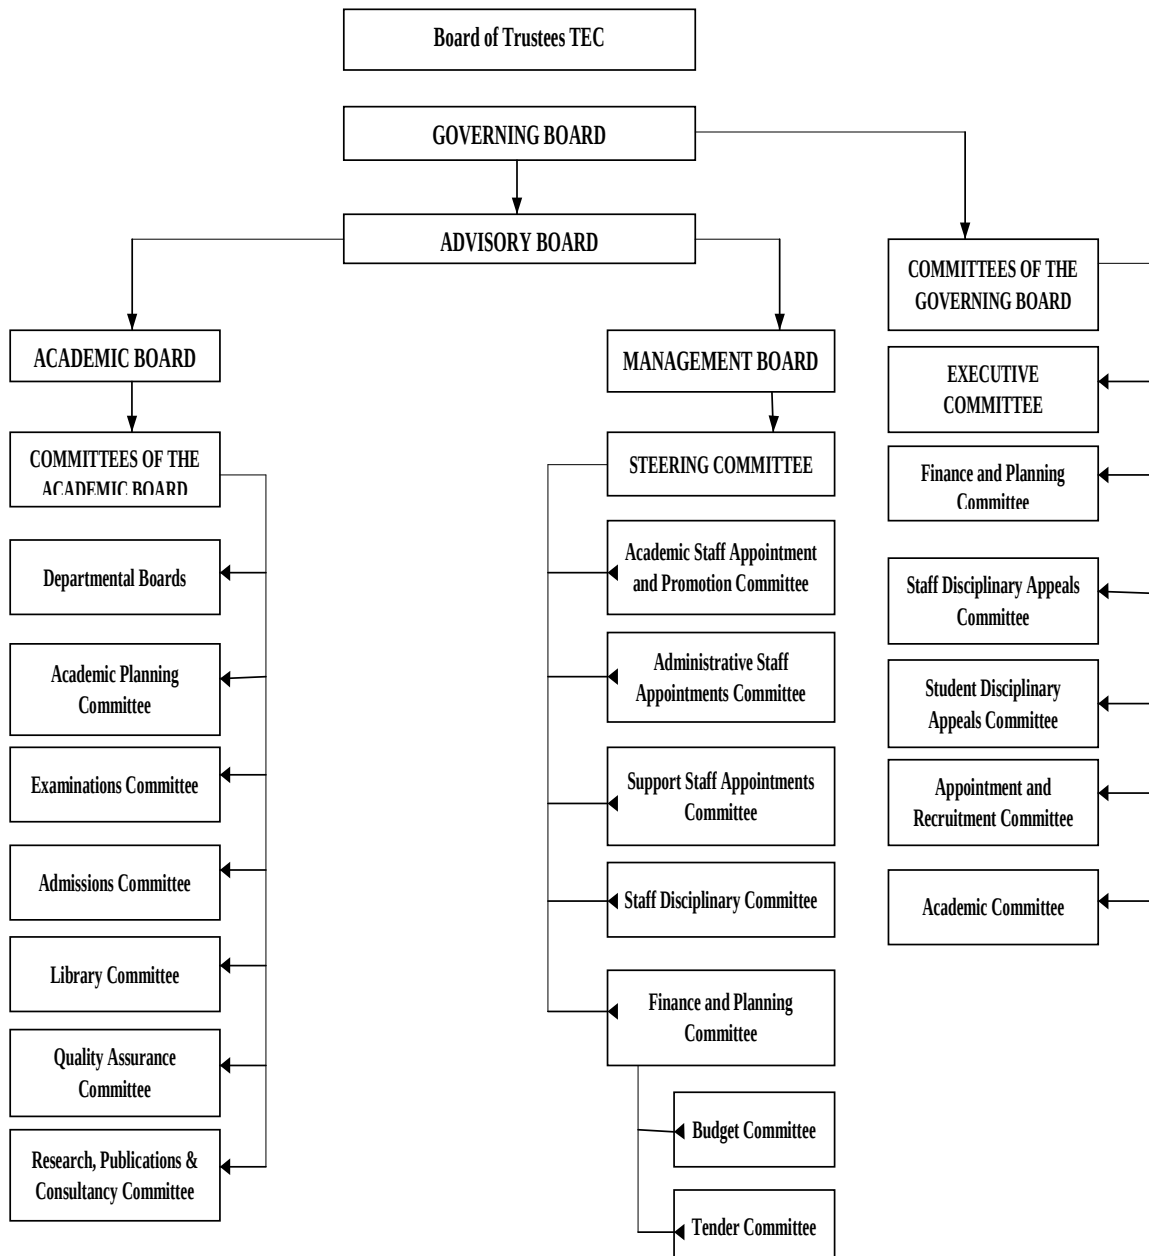 Board of Trustees TEC
GOVERNING BOARD
ADVISORY BOARD
ACADEMIC BOARD
COMMITTEES OF THE
ACADEMIC BOARD
Departmental Boards
Academic Planning
Committee
Examinations Committee
Admissions Committee
Library Committee
Quality Assurance
Committee
Research, Publications &
Consultancy Committee
MANAGEMENT BOARD
STEERING COMMITTEE
Academic Staff Appointment
and Promotion Committee
Administrative Staff
Appointments Committee
Support Staff Appointments
Committee
Staff Disciplinary Committee
Finance and Planning
Committee
Budget Committee
Tender Committee
COMMITTEES OF THE
GOVERNING BOARD
EXECUTIVE
COMMITTEE
Finance and Planning
Committee
Staff Disciplinary Appeals
Committee
Student Disciplinary
Appeals Committee
Appointment and
Recruitment Committee
Academic Committee